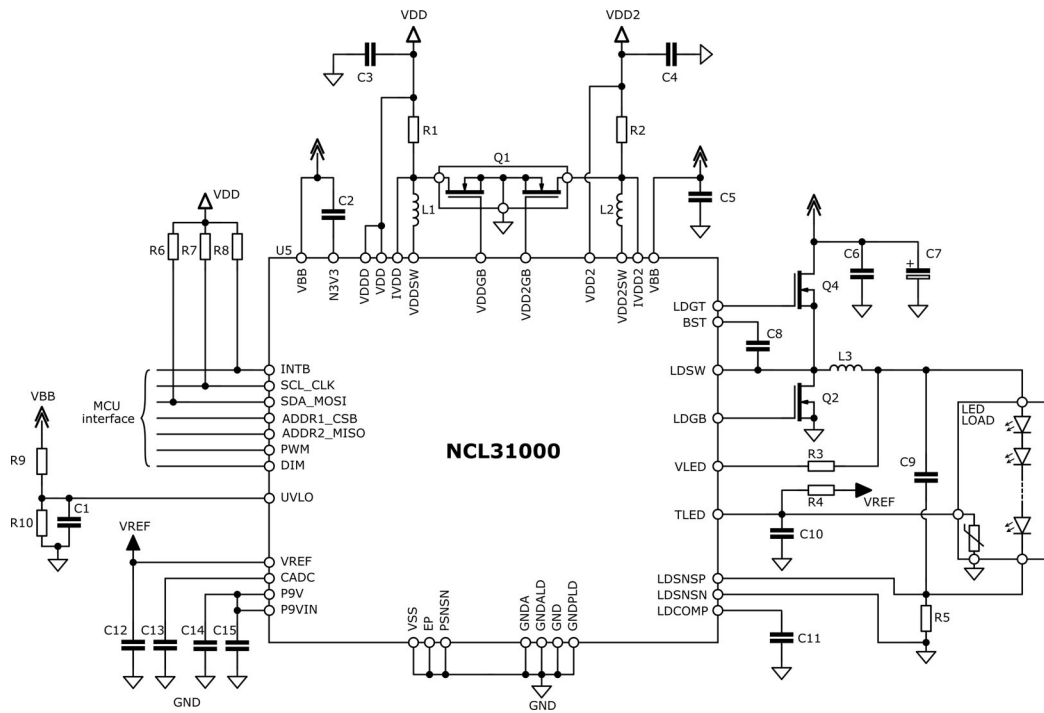 VDD
VDD2
C3
C4
R1
R2
Q1
C2
L1
L2
C5
VDD
R6
R7
R8
U5
VBB
N3V3
VDDD
VDD
IVDD
VDDSW
VDDGB
VDD2GB
VDD2
VDD2SW
IVDD2
VBB
C6
C7
+
Q4
LDGT
BST
C8
LDSW
L3
Q2
LDGB
LED
LOAD
MCU
interface
INTB
SCL_CLK
SDA_MOSI
ADDR1_CSB
ADDR2_MISO
PWM
DIM
NCL31000
VLED
R3
R4
VREF
C9
TLED
C10
VBB
R9
R10
C1
UVLO
VREF
VREF
CADC
P9V
P9VIN
LDSNSP
LDSNSN
LDCOMP
R5
C11
C12
C13
C14
C15
GND
VSS
EP
PSNSN
GNDA
GNDALD
GND
GNDPLD
GND